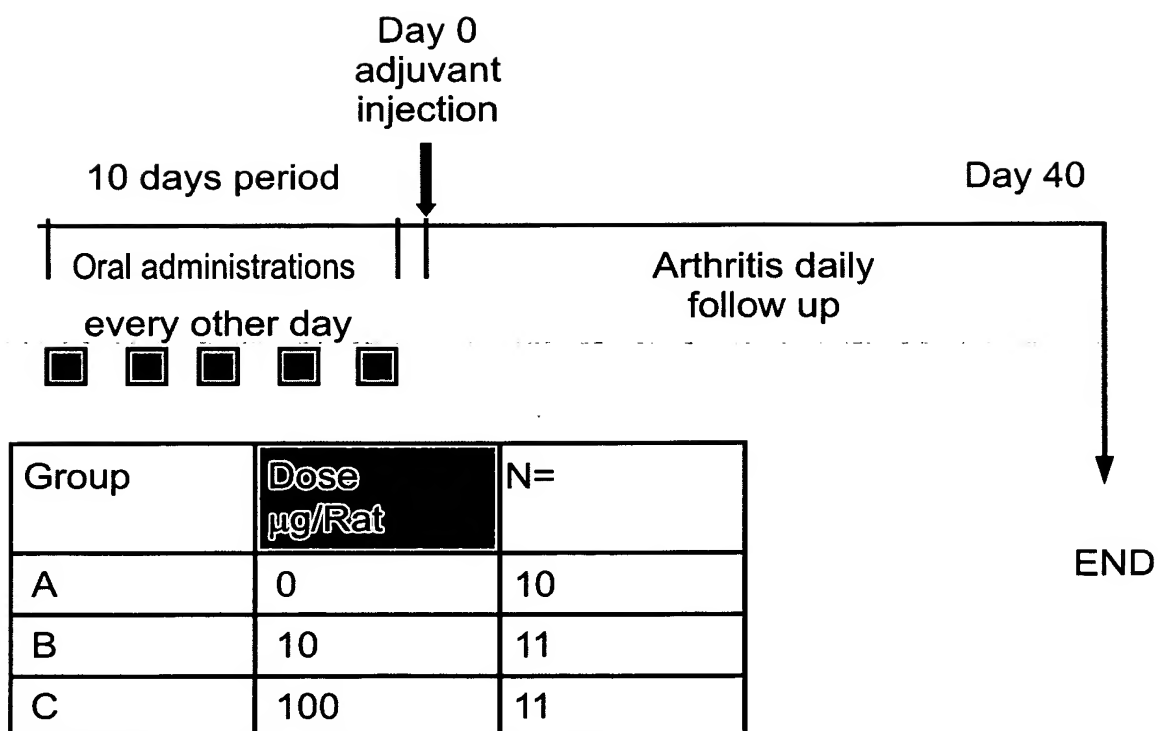 Day 0
adjuvant
injection
10 days period
Day 40
Oral administrations
every other day
Arthritis daily
follow up
Group Dose µg/Rat N=
A 0 10
B 10 11
C 100 11
END